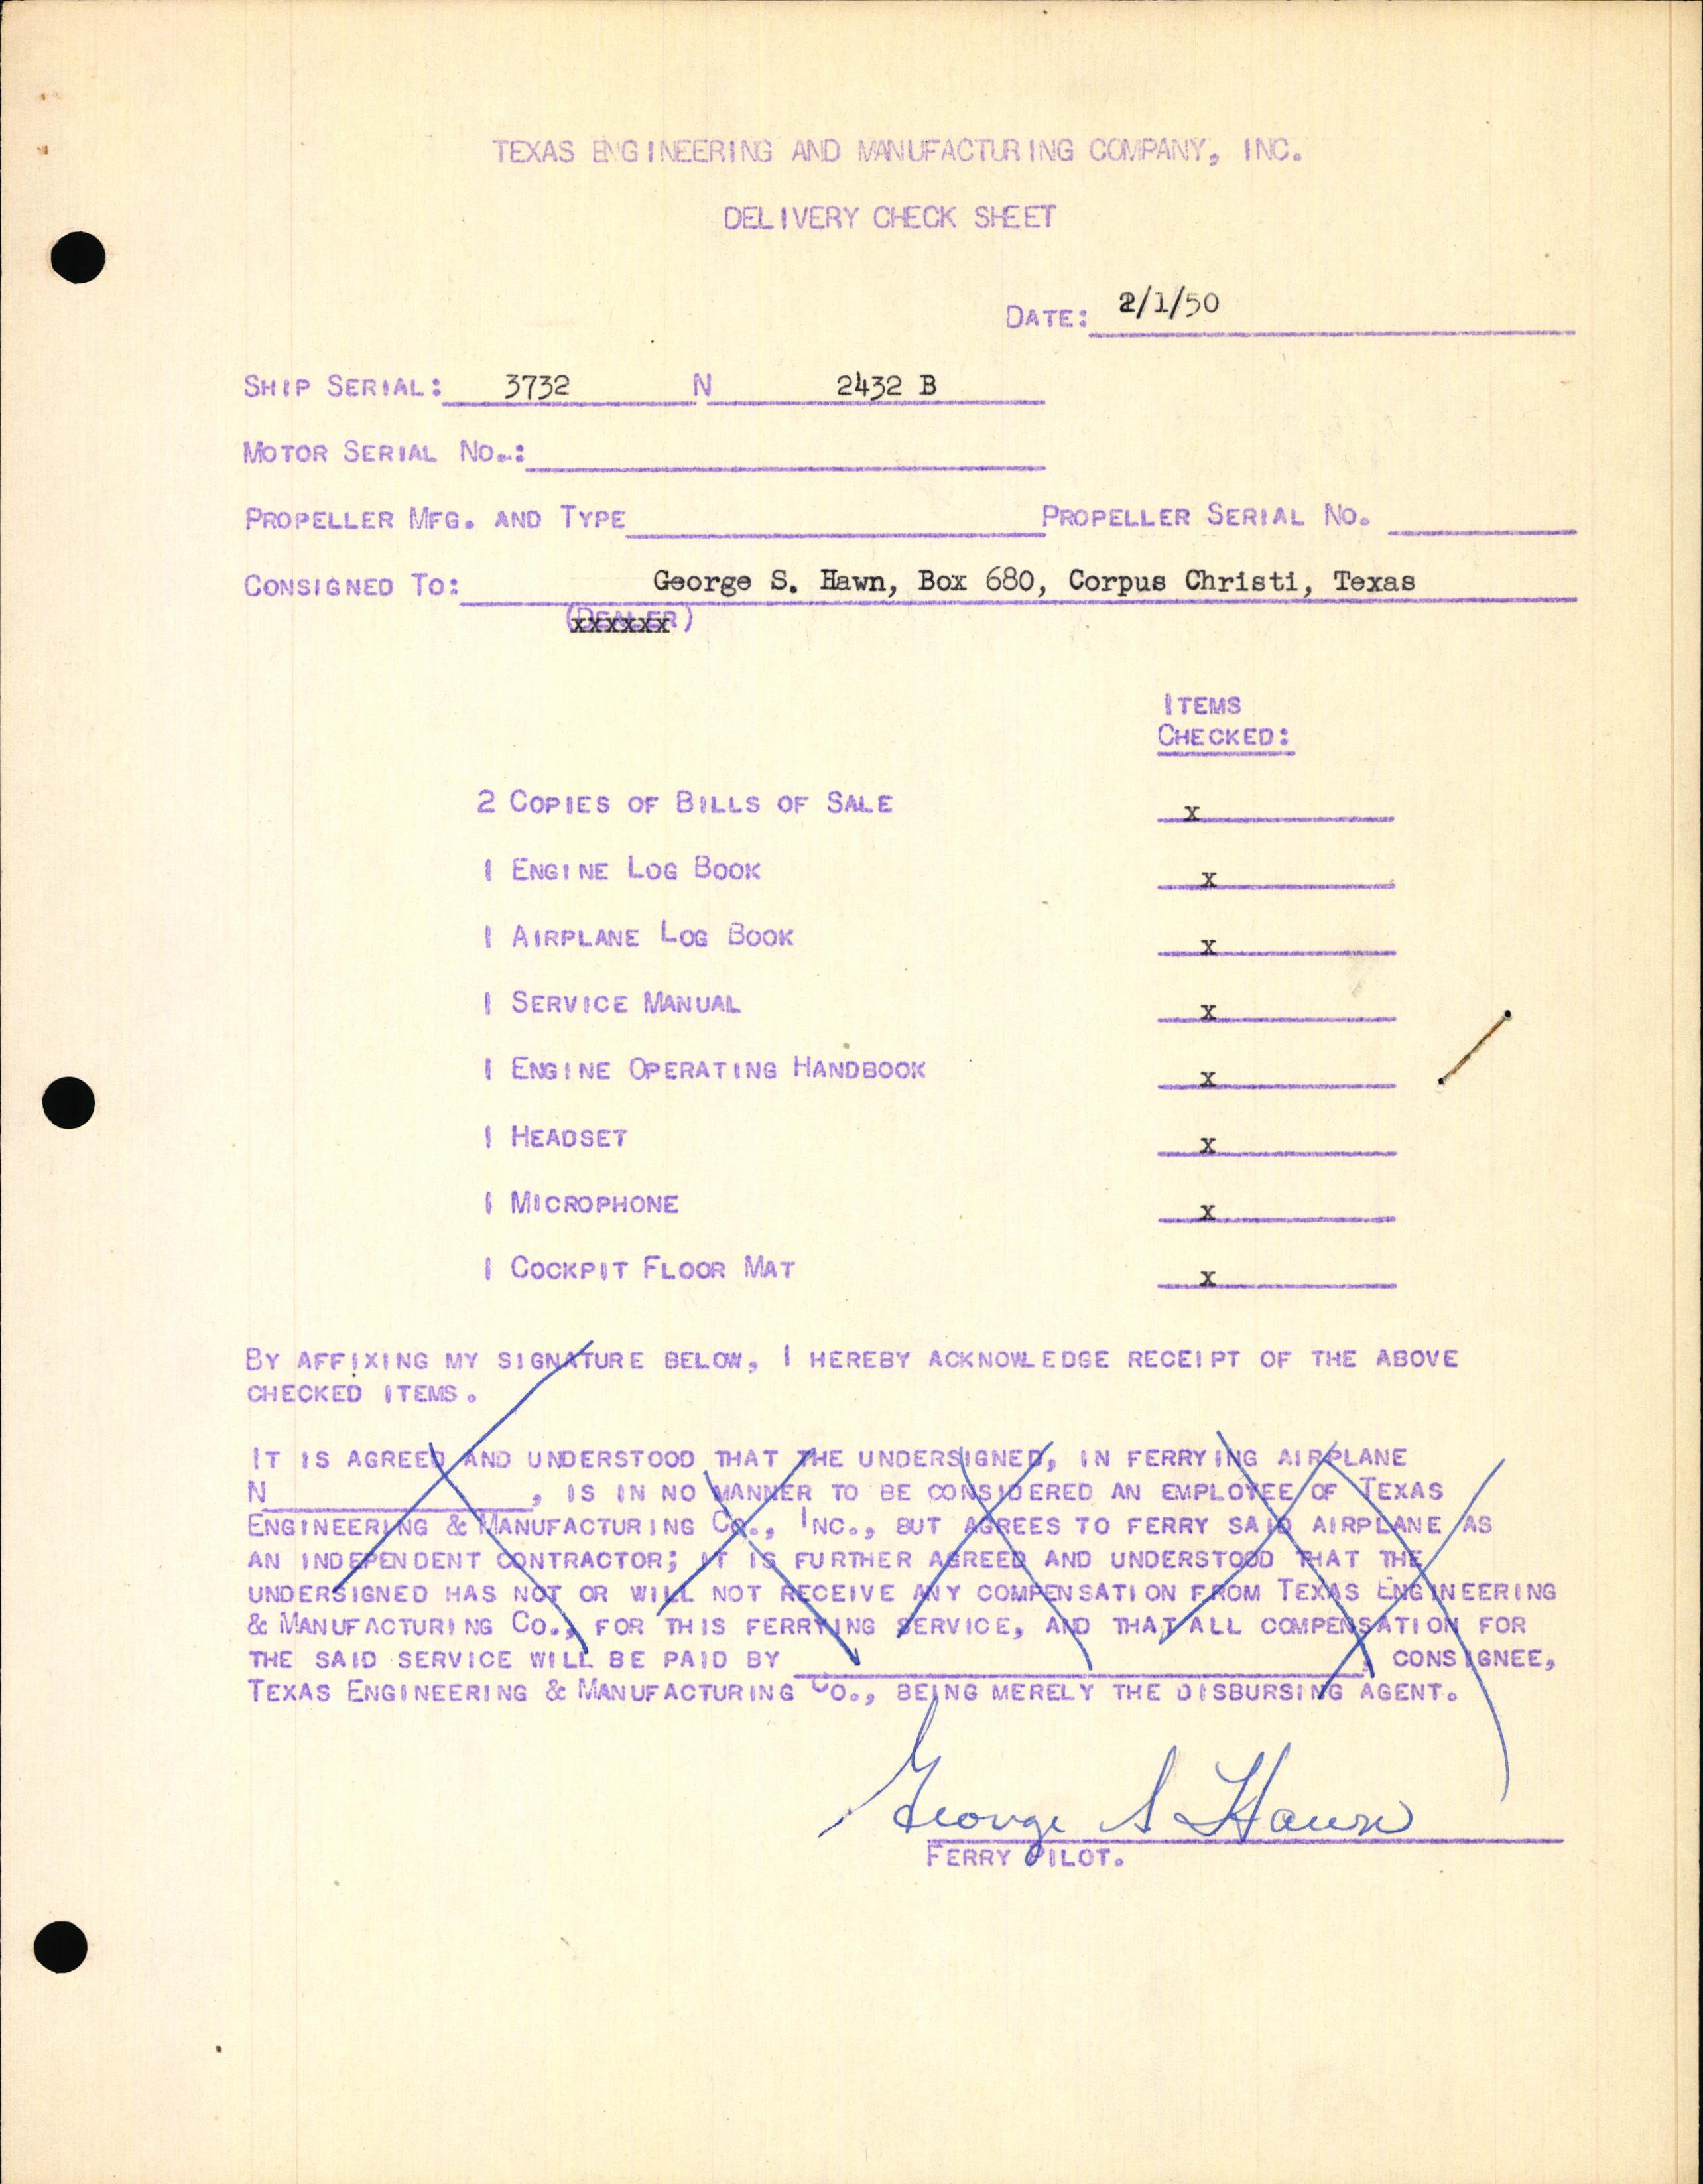 TEXAS ENGINEERING AND MANUFACTURING COMPANY, INC.
DELIVERY CHECK SHEET
DATE: 2/1/50
SHIP SERIAL: 3732 N 2432 B
MOTOR SERIAL NO.:
PROPELLER MFG. AND TYPE PROPELLER SERIAL NO.
CONSIGNED TO: George S. Hawn, Box 680, Corpus Christi, Texas
(DEALER)
ITEMS
CHECKED:
2 COPIES OF BILLS OF SALE x
1 ENGINE LOG BOOK x
1 AIRPLANE LOG BOOK x
1 SERVICE MANUAL x
1 ENGINE OPERATING HANDBOOK x
1 HEADSET x
1 MICROPHONE x
1 COCKPIT FLOOR MAT x
BY AFFIXING MY SIGNATURE BELOW, I HEREBY ACKNOWLEDGE RECEIPT OF THE ABOVE
CHECKED ITEMS.
IT IS AGREED AND UNDERSTOOD THAT THE UNDERSIGNED, IN FERRYING AIRPLANE
N , IS IN NO MANNER TO BE CONSIDERED AN EMPLOYEE OF TEXAS
ENGINEERING & MANUFACTURING CO., INC., BUT AGREES TO FERRY SAID AIRPLANE AS
AN INDEPENDENT CONTRACTOR; IT IS FURTHER AGREED AND UNDERSTOOD THAT THE
UNDERSIGNED HAS NOT OR WILL NOT RECEIVE ANY COMPENSATION FROM TEXAS ENGINEERING
& MANUFACTURING CO., FOR THIS FERRYING SERVICE, AND THAT ALL COMPENSATION FOR
THE SAID SERVICE WILL BE PAID BY , CONSIGNEE,
TEXAS ENGINEERING & MANUFACTURING CO., BEING MERELY THE DISBURSING AGENT.
George S Hawn
FERRY PILOT.